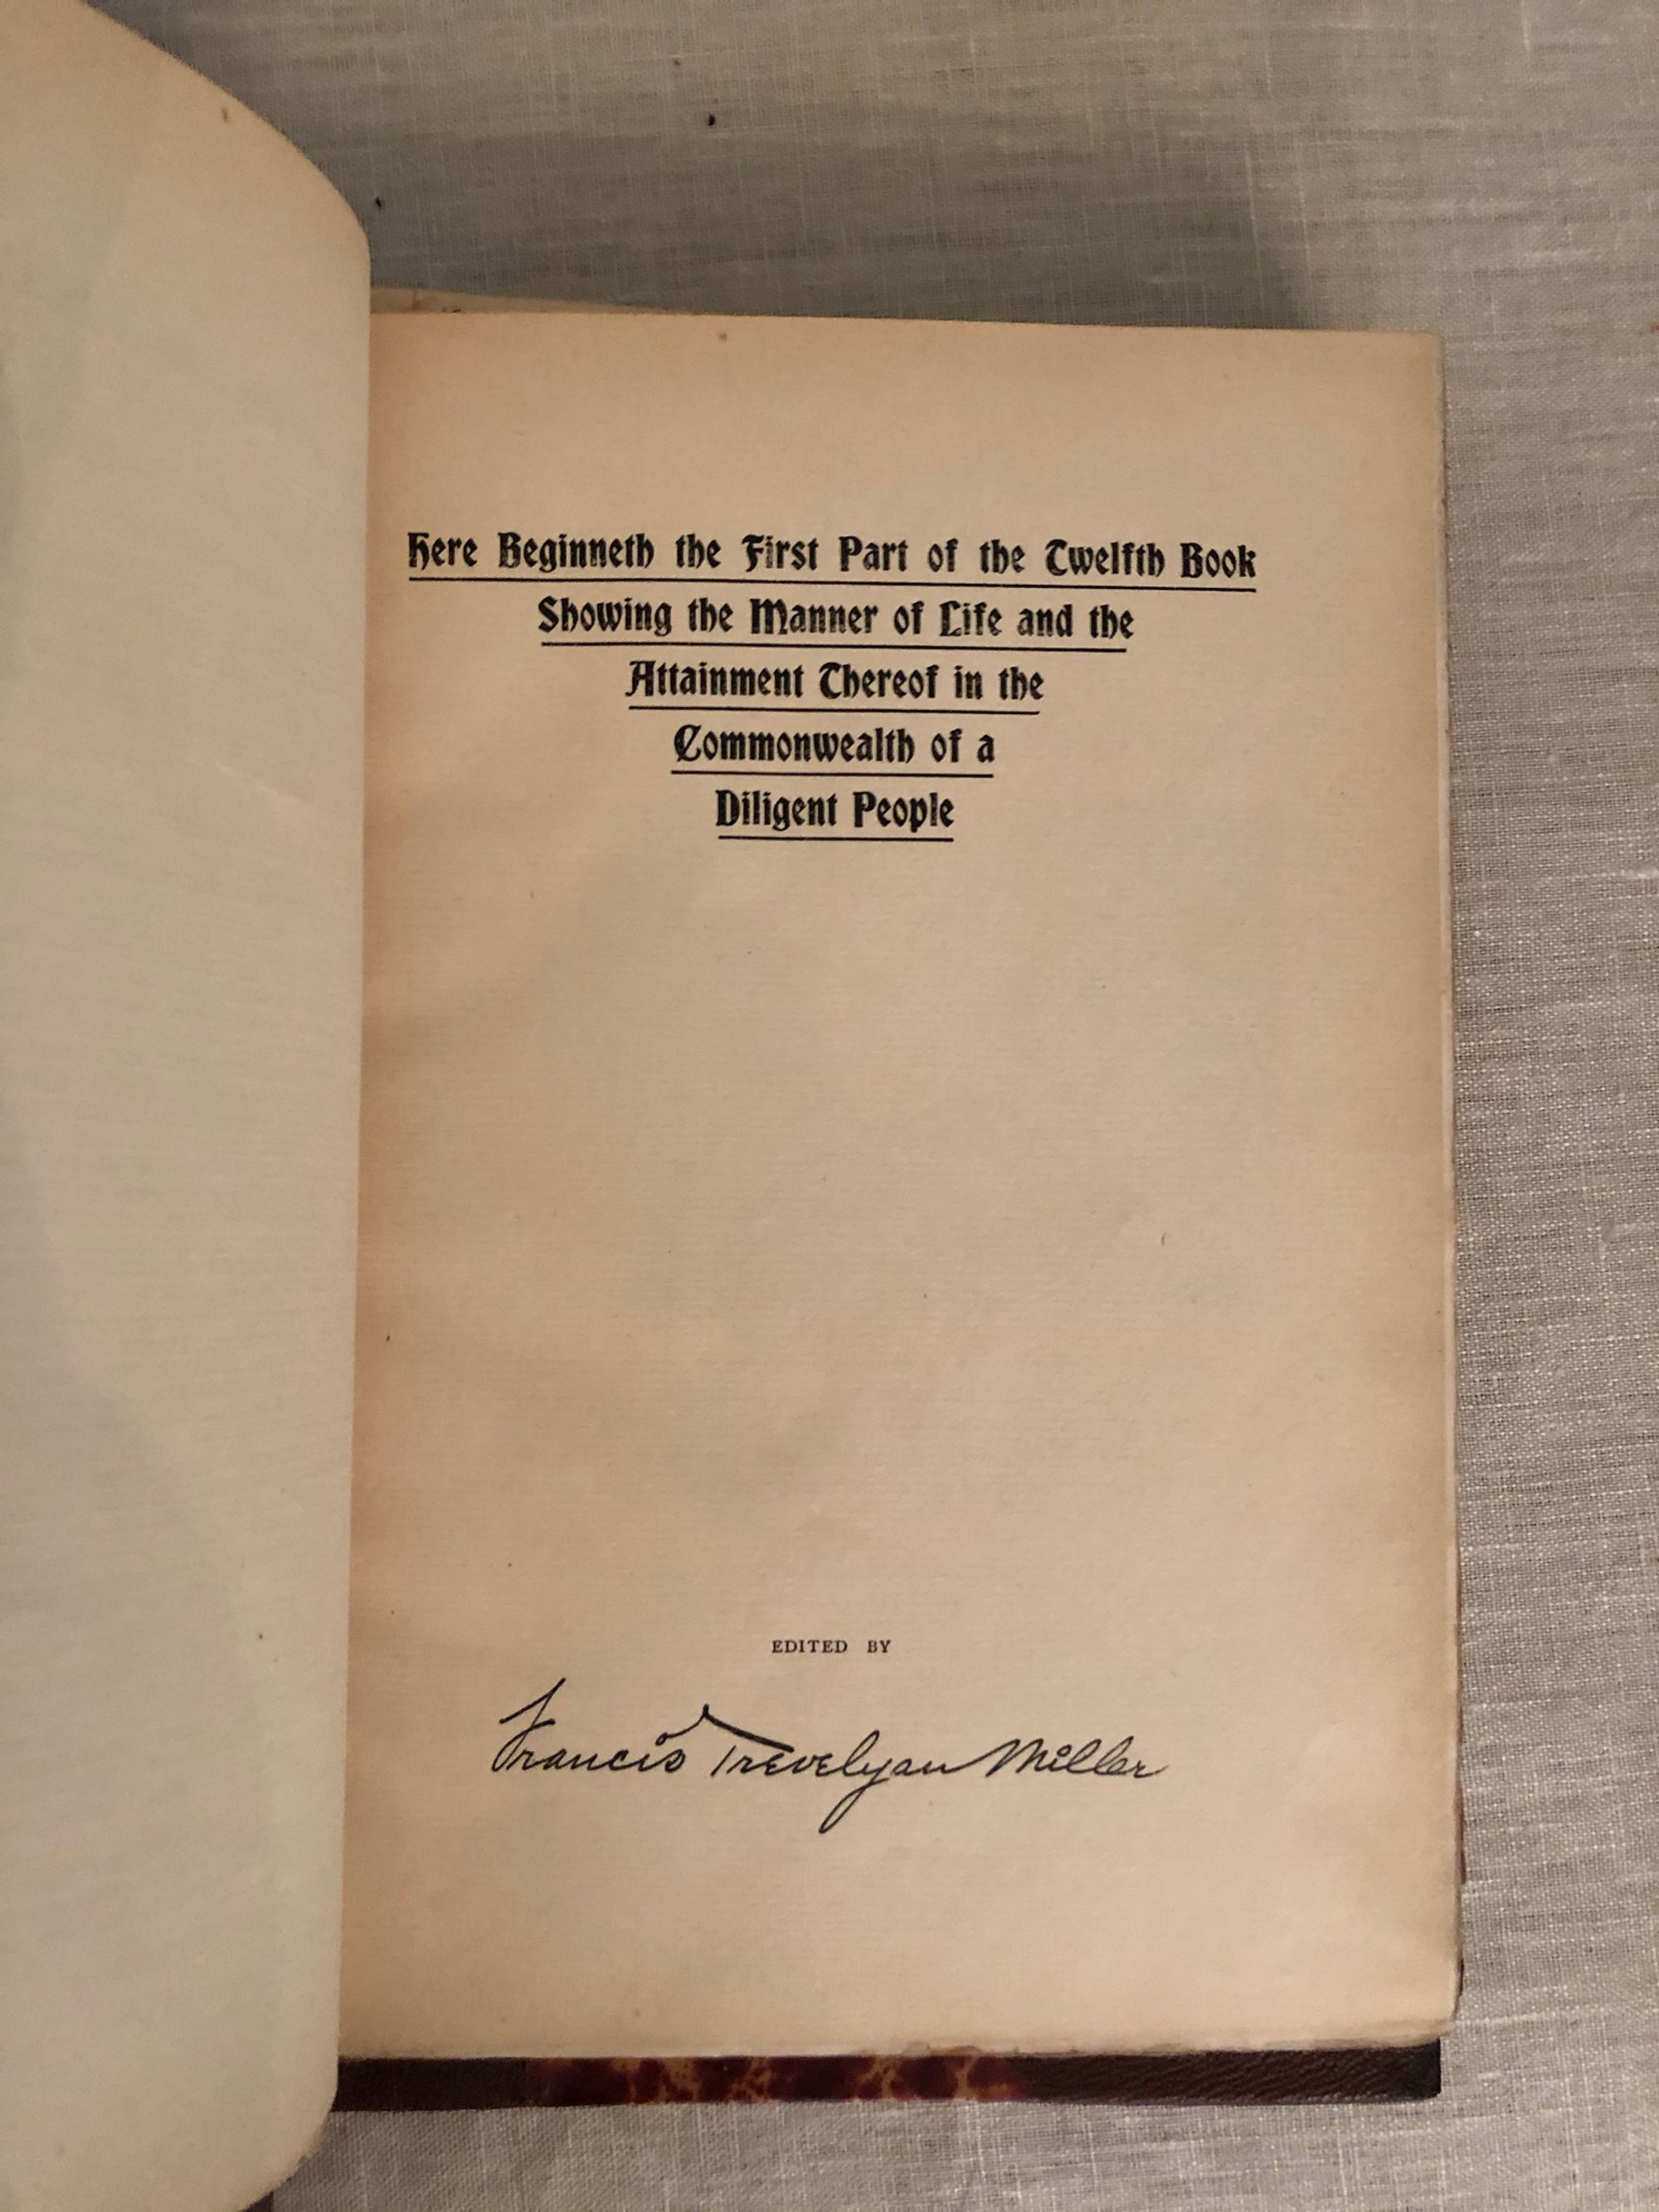 Here Beginneth the First Part of the Twelfth Book
Showing the Manner of Life and the
Attainment Thereof in the
Commonwealth of a
Diligent People
EDITED BY
Francis Trevelyan Miller